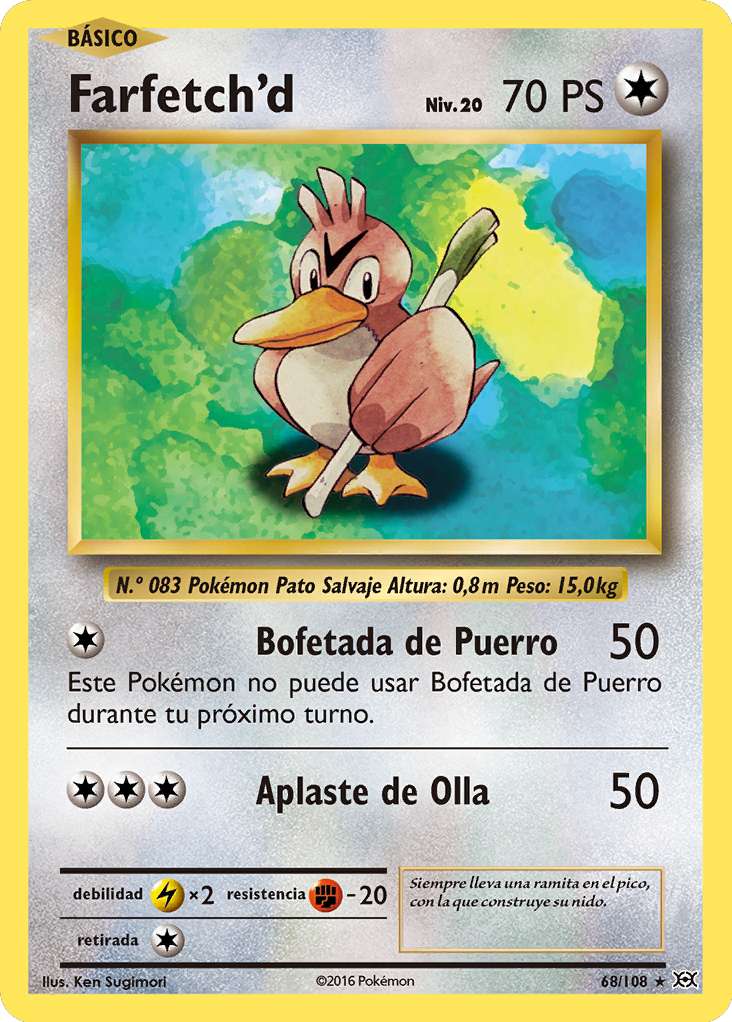 BÁSICO
Farfetch’d Niv.20 70 PS
N.º 083 Pokémon Pato Salvaje Altura: 0,8 m Peso: 15,0 kg
Bofetada de Puerro 50
Este Pokémon no puede usar Bofetada de Puerro
durante tu próximo turno.
Aplaste de Olla 50
debilidad ×2 resistencia -20
retirada
Siempre lleva una ramita en el pico,
con la que construye su nido.
Ilus. Ken Sugimori ©2016 Pokémon 68/108 ★